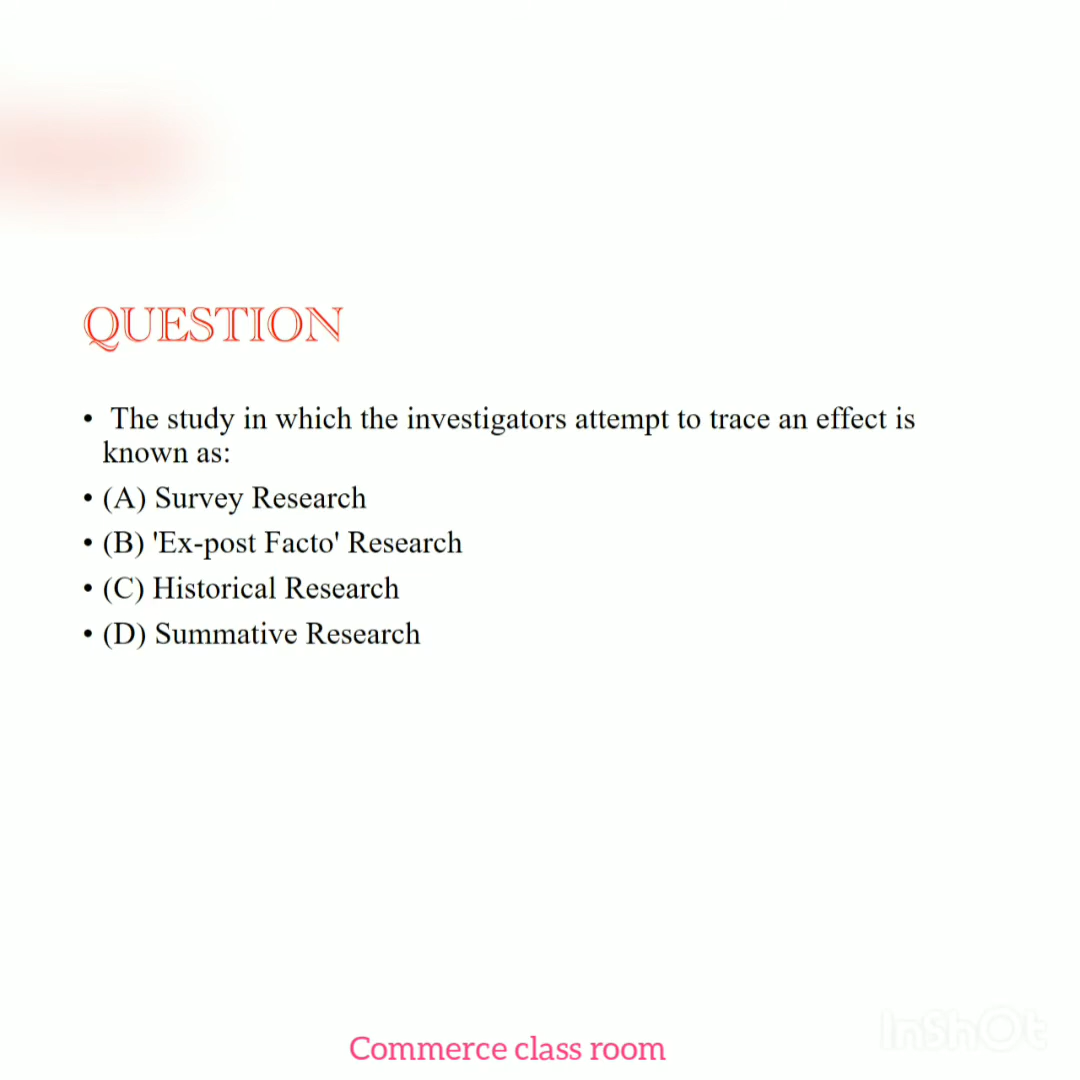 QUESTION
• The study in which the investigators attempt to trace an effect is
known as:
• (A) Survey Research
• (B) 'Ex-post Facto' Research
• (C) Historical Research
• (D) Summative Research
InShOt
Commerce class room